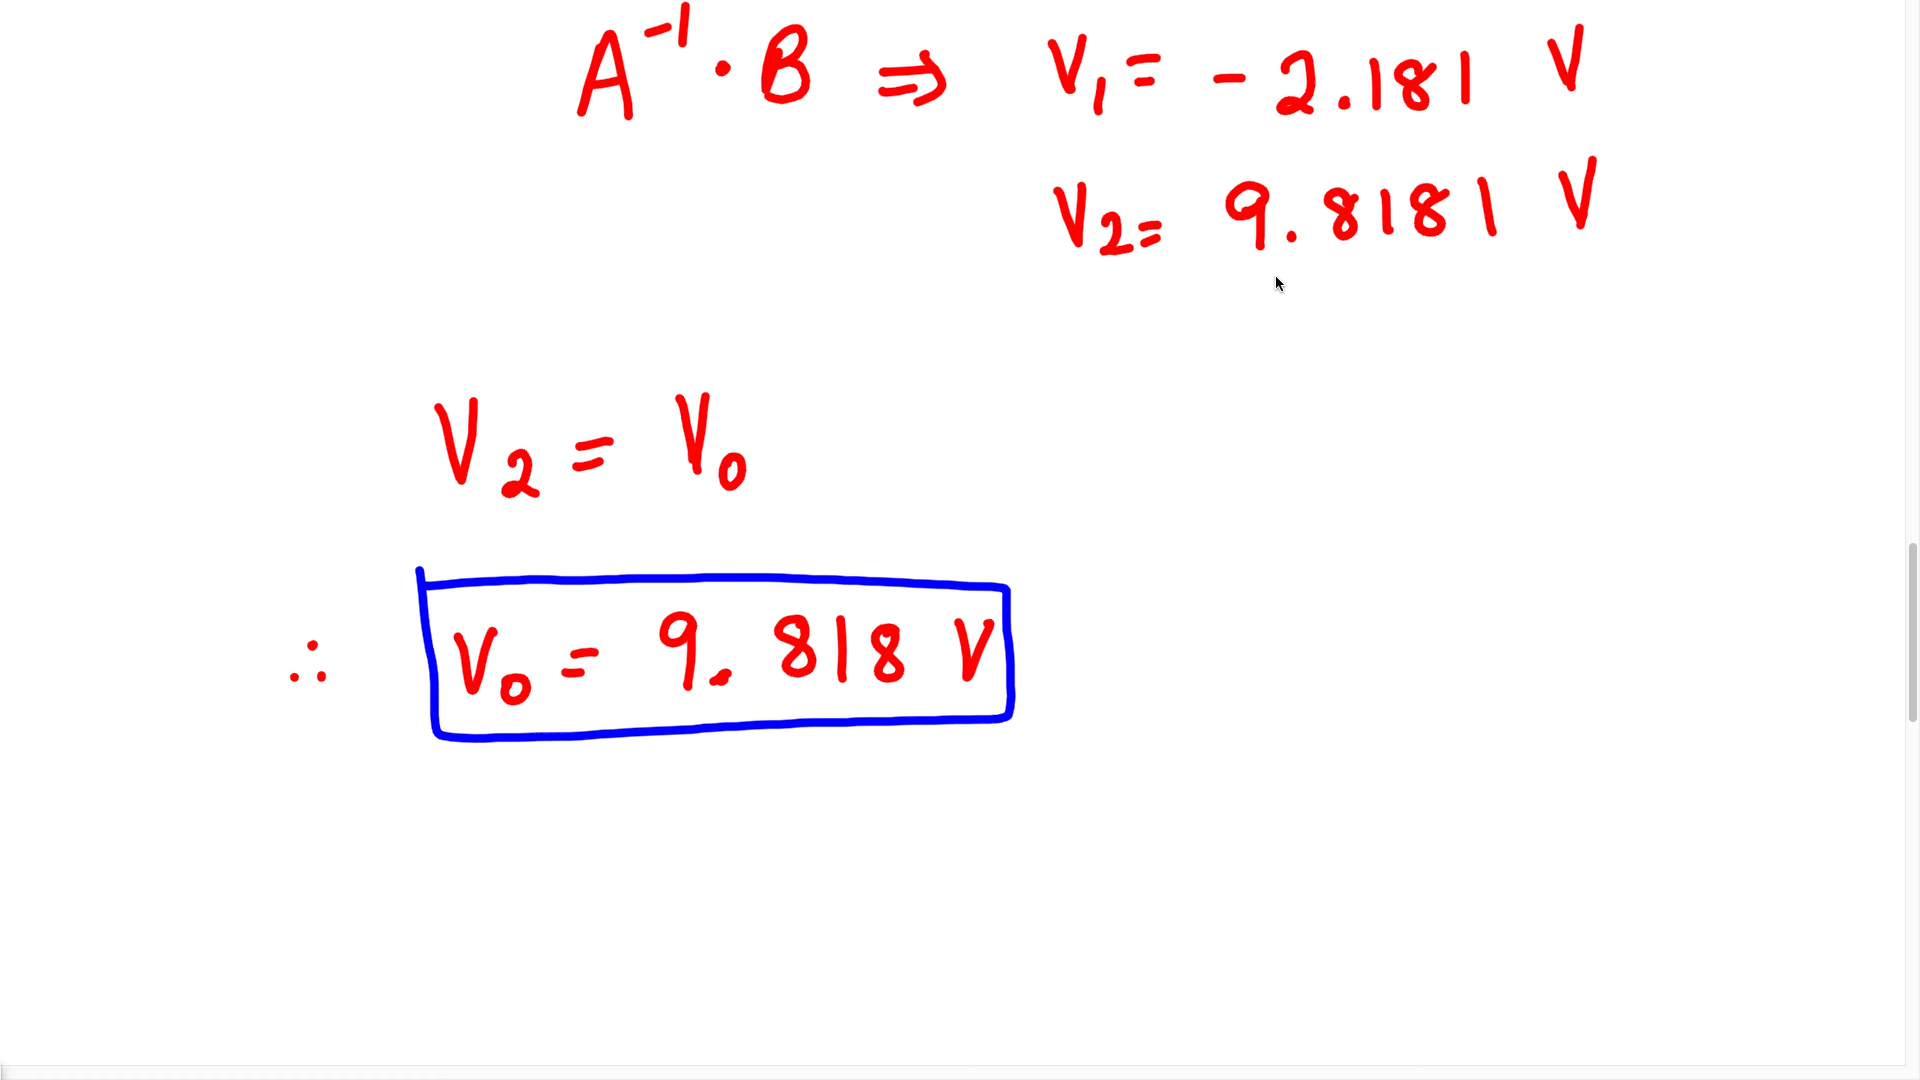 A⁻¹ · B ⇒ V₁ = - 2.181 V
V₂ = 9.8181 V
V₂ = V₀
∴ V₀ = 9.818 V